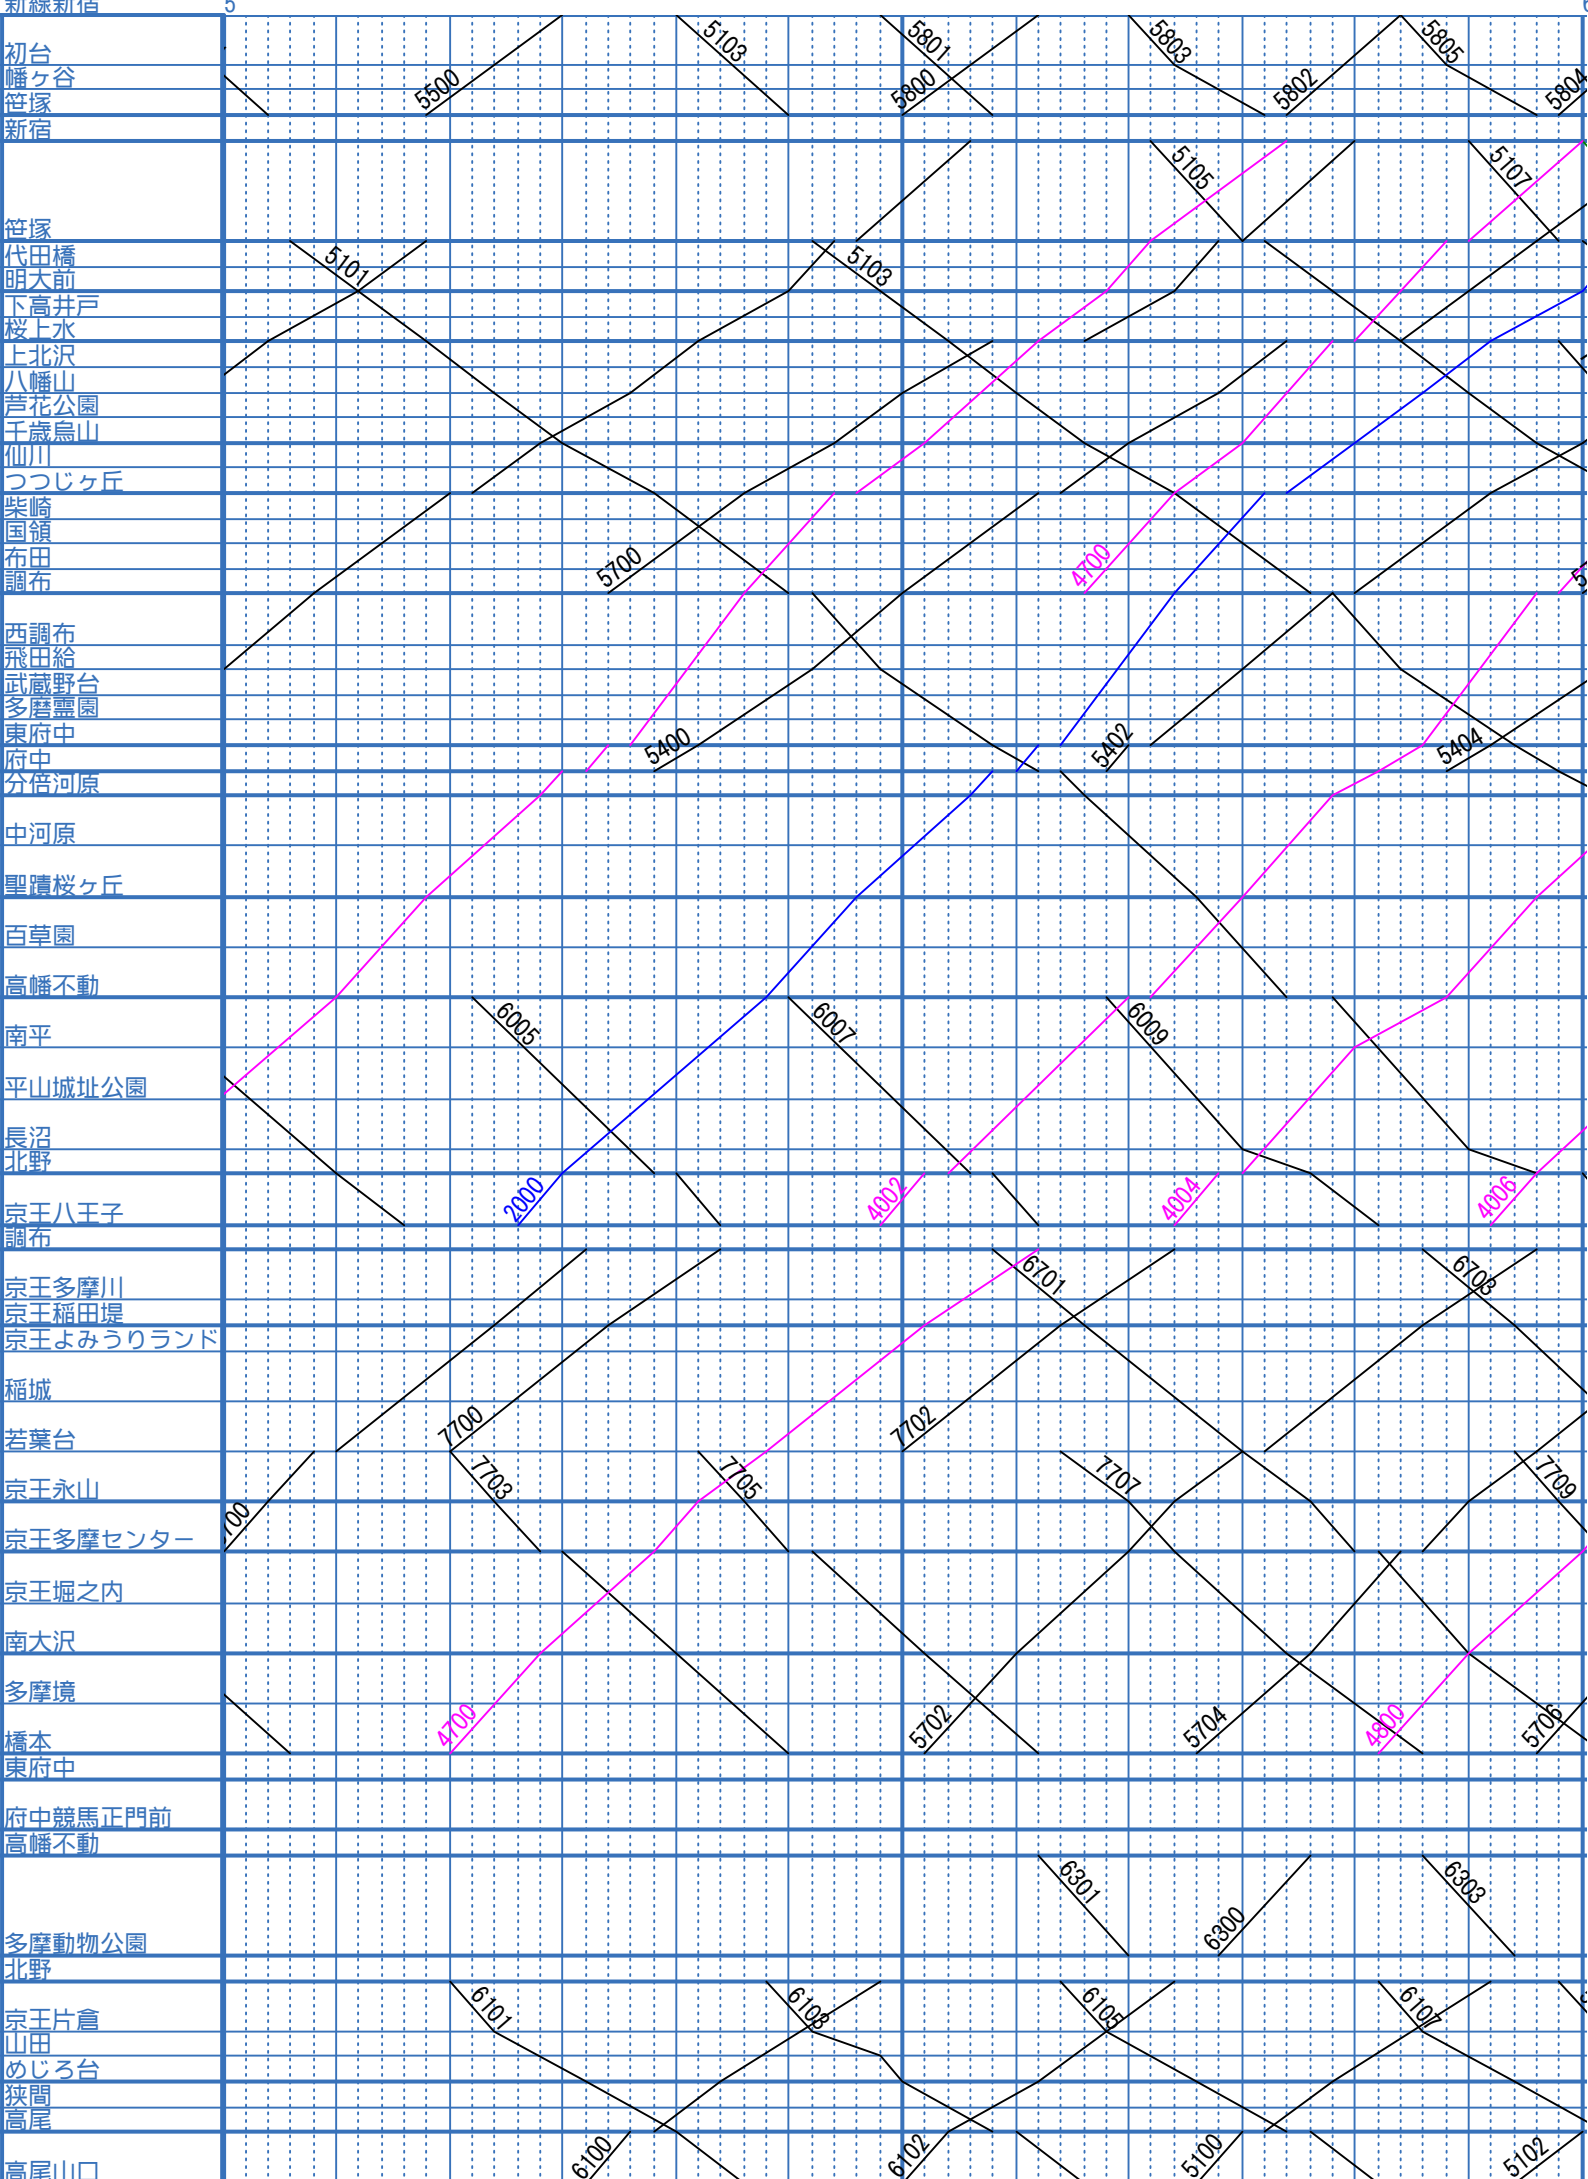 新線新宿 5 6
初台
幡ヶ谷
笹塚
新宿
5500 5103 5801 5800 5803 5802 5805 5804
笹塚
代田橋
明大前
下高井戸
桜上水
上北沢
八幡山
芦花公園
千歳烏山
仙川
つつじヶ丘
柴崎
国領
布田
調布
5101 5103 5105 5107
5700 4700
西調布
飛田給
武蔵野台
多磨霊園
東府中
府中
分倍河原
5400 5402 5404
中河原
聖蹟桜ヶ丘
百草園
高幡不動
南平
平山城址公園
長沼
北野
京王八王子
6005 6007 6009
2000 4002 4004 4006
調布
京王多摩川
京王稲田堤
京王よみうりランド
稲城
若葉台
京王永山
京王多摩センター
6701 6703
7700 7702
700 7703 7705 7707 7709
京王堀之内
南大沢
多摩境
橋本
4700 5702 5704 4800 5706
東府中
府中競馬正門前
高幡不動
多摩動物公園
6301 6300 6303
北野
京王片倉
山田
めじろ台
狭間
高尾
高尾山口
6101 6103 6105 6107
6100 6102 5100 5102